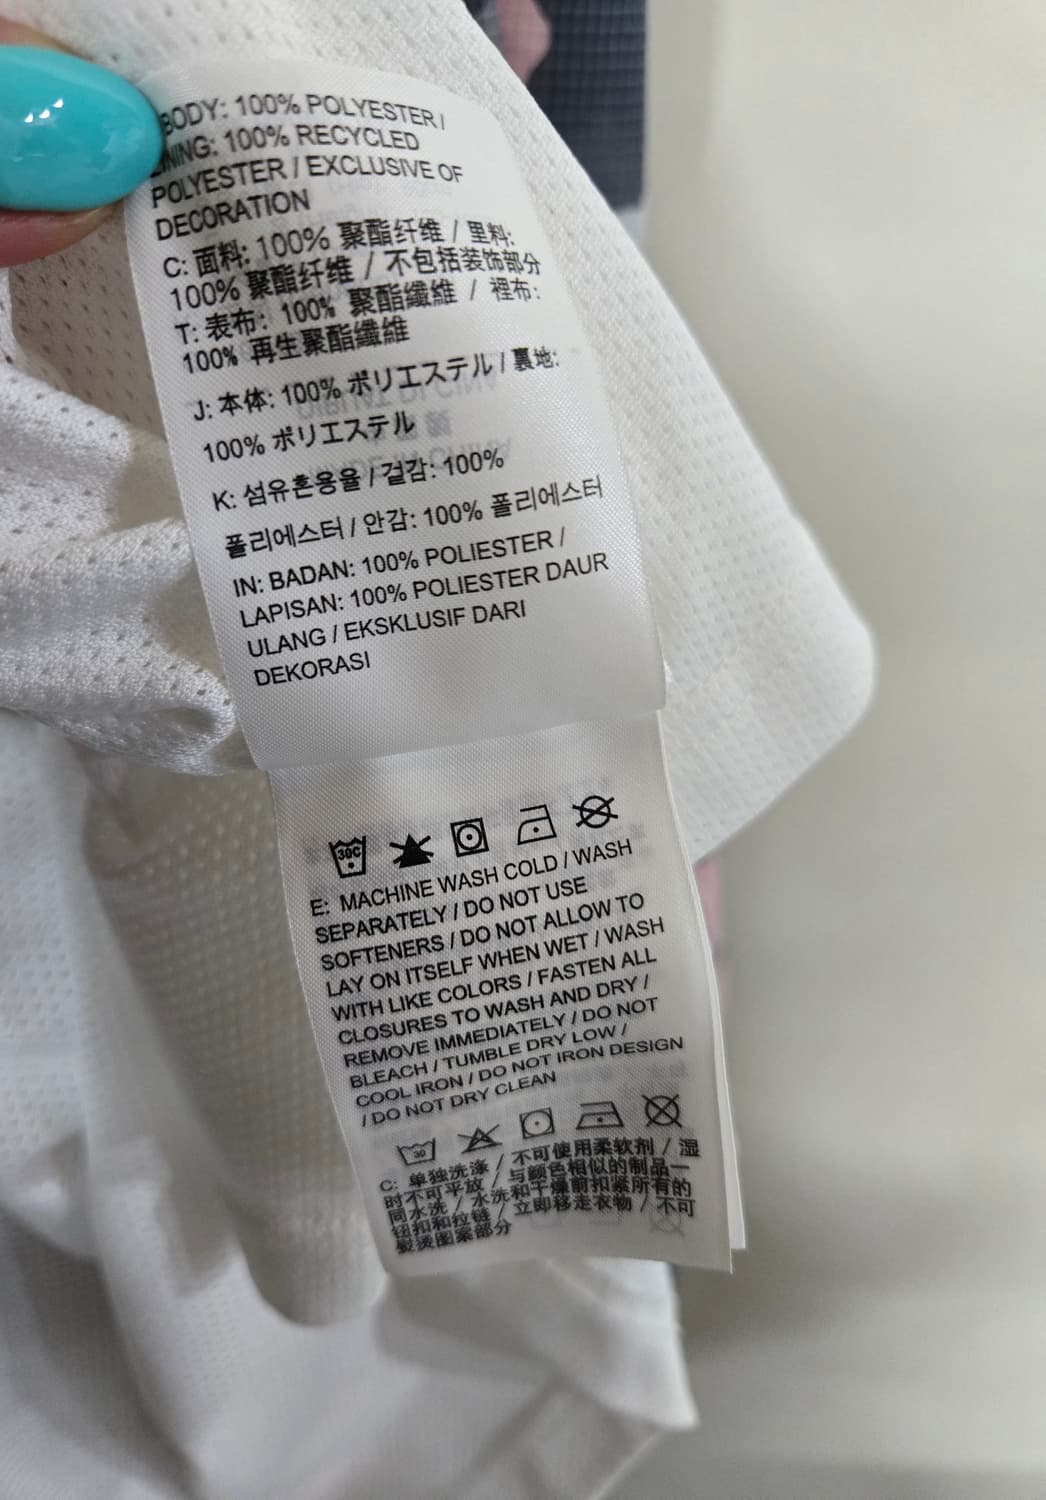 BODY: 100% POLYESTER /
LINING: 100% RECYCLED
POLYESTER / EXCLUSIVE OF
DECORATION
C: 面料: 100% 聚酯纤维 / 里料:
100% 聚酯纤维 / 不包括装饰部分
T: 表布: 100% 聚酯纖維 / 裡布:
100% 再生聚酯纖維
J: 本体: 100% ポリエステル / 裏地:
100% ポリエステル
K: 섬유혼용율 / 겉감: 100%
폴리에스터 / 안감: 100% 폴리에스터
IN: BADAN: 100% POLIESTER /
LAPISAN: 100% POLIESTER DAUR
ULANG / EKSKLUSIF DARI
DEKORASI
30C
E: MACHINE WASH COLD / WASH
SEPARATELY / DO NOT USE
SOFTENERS / DO NOT ALLOW TO
LAY ON ITSELF WHEN WET / WASH
WITH LIKE COLORS / FASTEN ALL
CLOSURES TO WASH AND DRY /
REMOVE IMMEDIATELY / DO NOT
BLEACH / TUMBLE DRY LOW /
COOL IRON / DO NOT IRON DESIGN
/ DO NOT DRY CLEAN
30
C: 单独洗涤 / 不可使用柔软剂 / 湿
时不可平放 / 与颜色相似的制品一
同水洗 / 水洗和干燥前扣紧所有的
钮扣和拉链 / 立即移走衣物 / 不可
熨烫图案部分